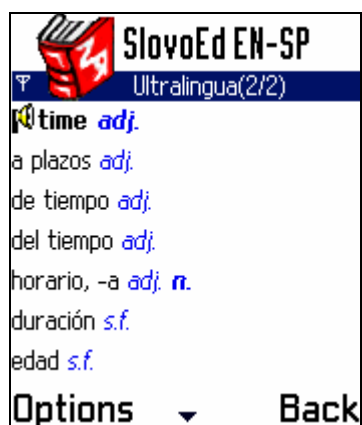 SlovoEd EN-SP
Ultralingua(2/2)
time adj.
a plazos adj.
de tiempo adj.
del tiempo adj.
horario, -a adj. n.
duración s.f.
edad s.f.
Options Back